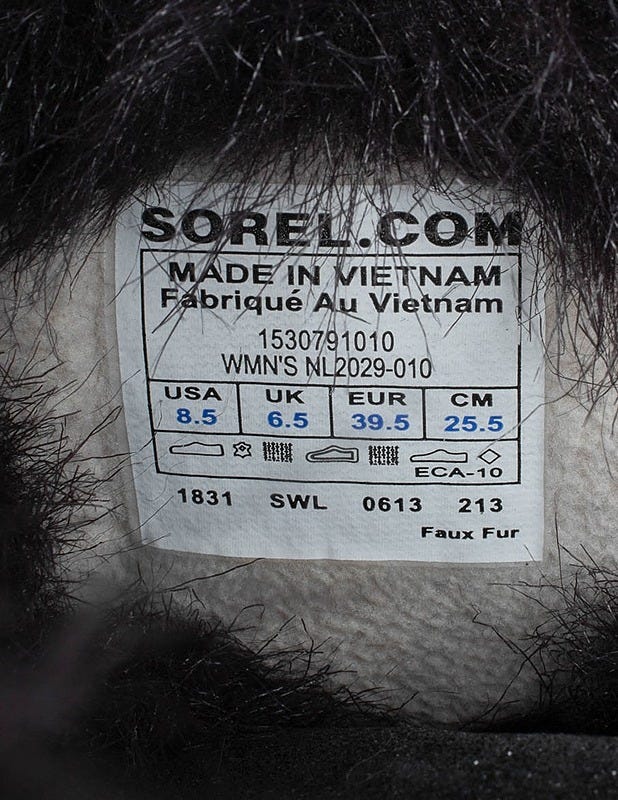 SOREL.COM
MADE IN VIETNAM
Fabriqué Au Vietnam
1530791010
WMN'S NL2029-010
USA UK EUR CM
8.5 6.5 39.5 25.5
ECA-10
1831 SWL 0613 213
Faux Fur